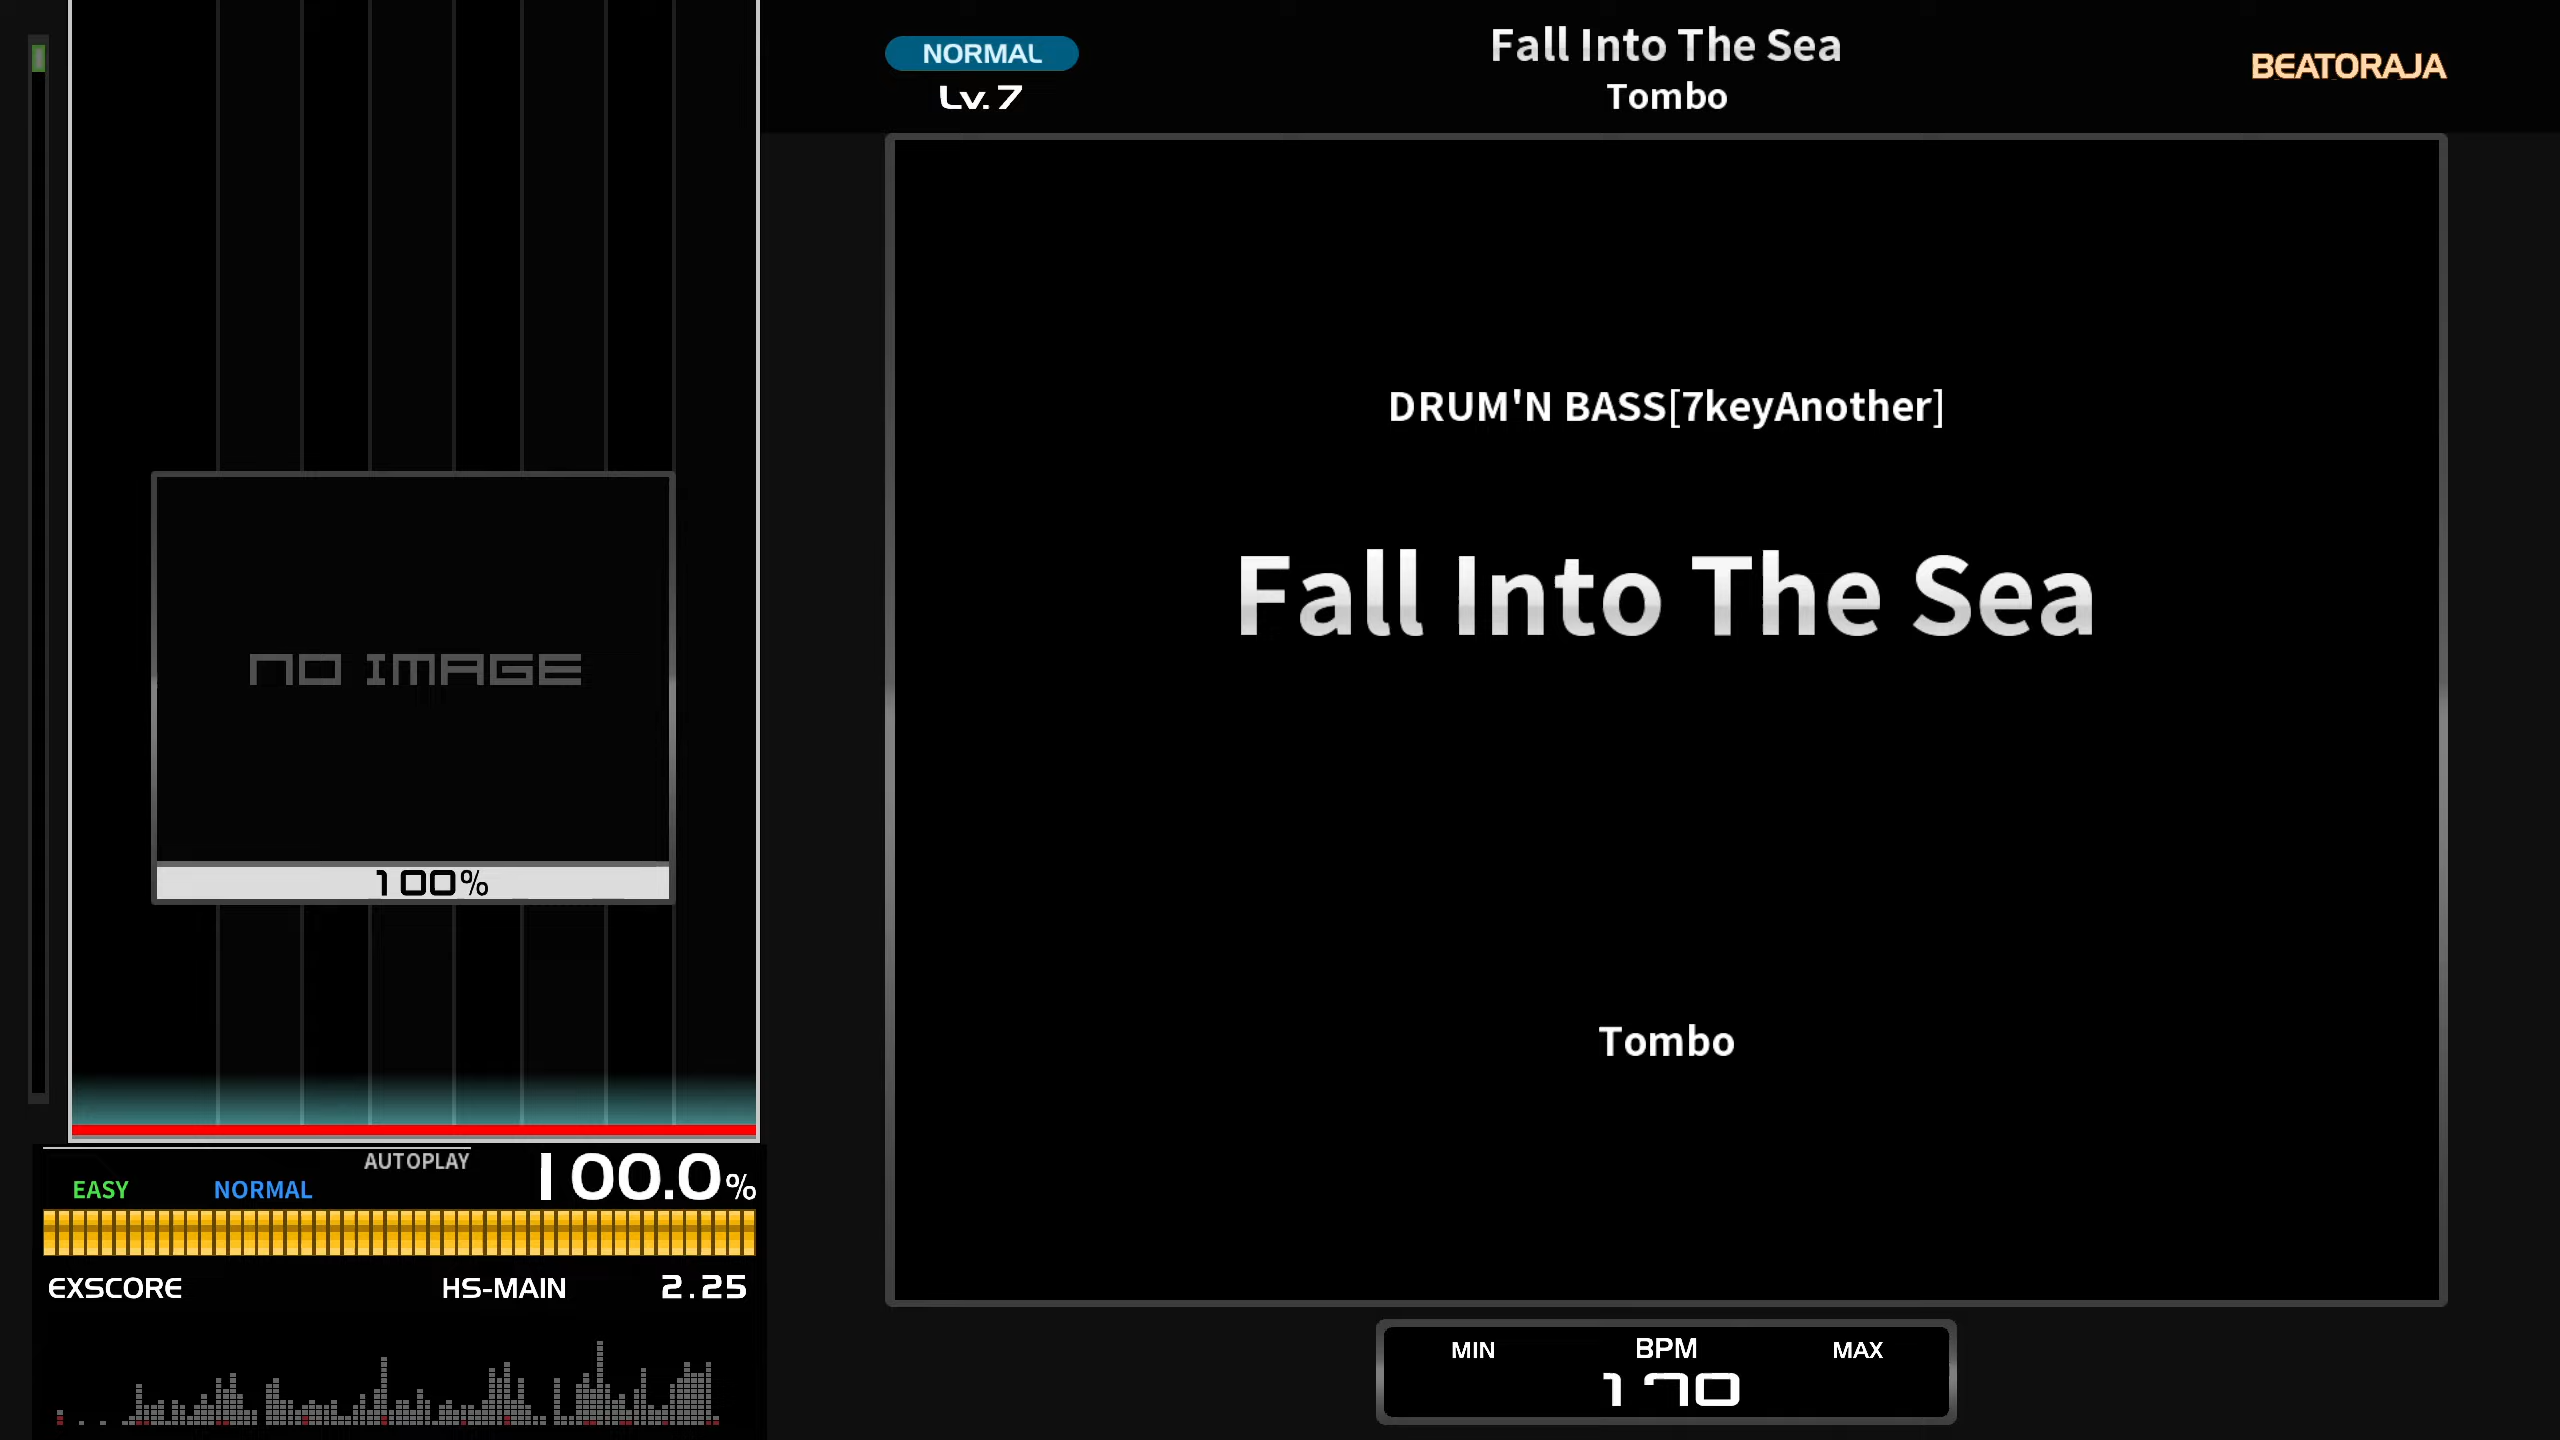 NORMAL
Lv.7
Fall Into The Sea
Tombo
BEATORAJA
DRUM'N BASS[7keyAnother]
Fall Into The Sea
Tombo
NO IMAGE
100%
AUTOPLAY
EASY NORMAL 100.0%
EXSCORE HS-MAIN 2.25
MIN BPM MAX
170